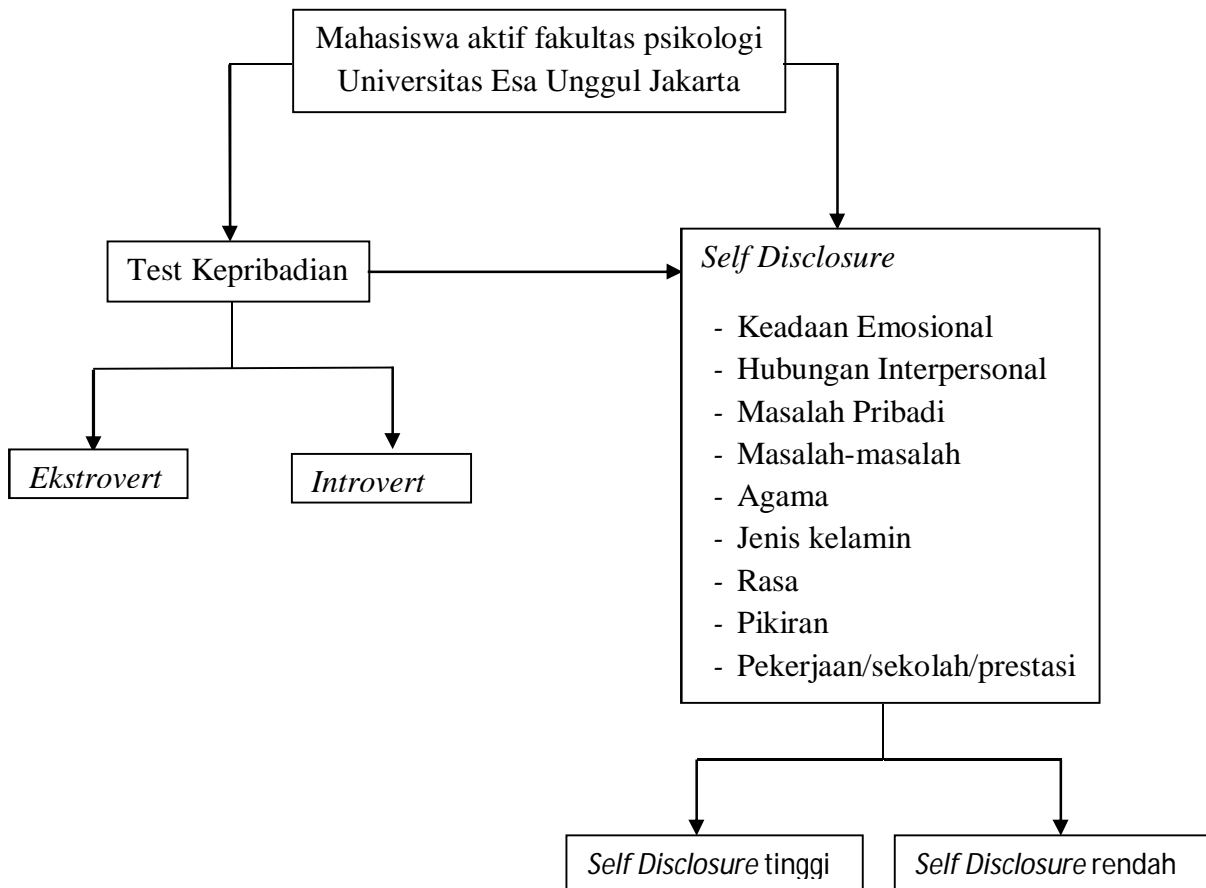 Mahasiswa aktif fakultas psikologi
Universitas Esa Unggul Jakarta
Test Kepribadian
Ekstrovert
Introvert
Self Disclosure
- Keadaan Emosional
- Hubungan Interpersonal
- Masalah Pribadi
- Masalah-masalah
- Agama
- Jenis kelamin
- Rasa
- Pikiran
- Pekerjaan/sekolah/prestasi
Self Disclosure tinggi
Self Disclosure rendah